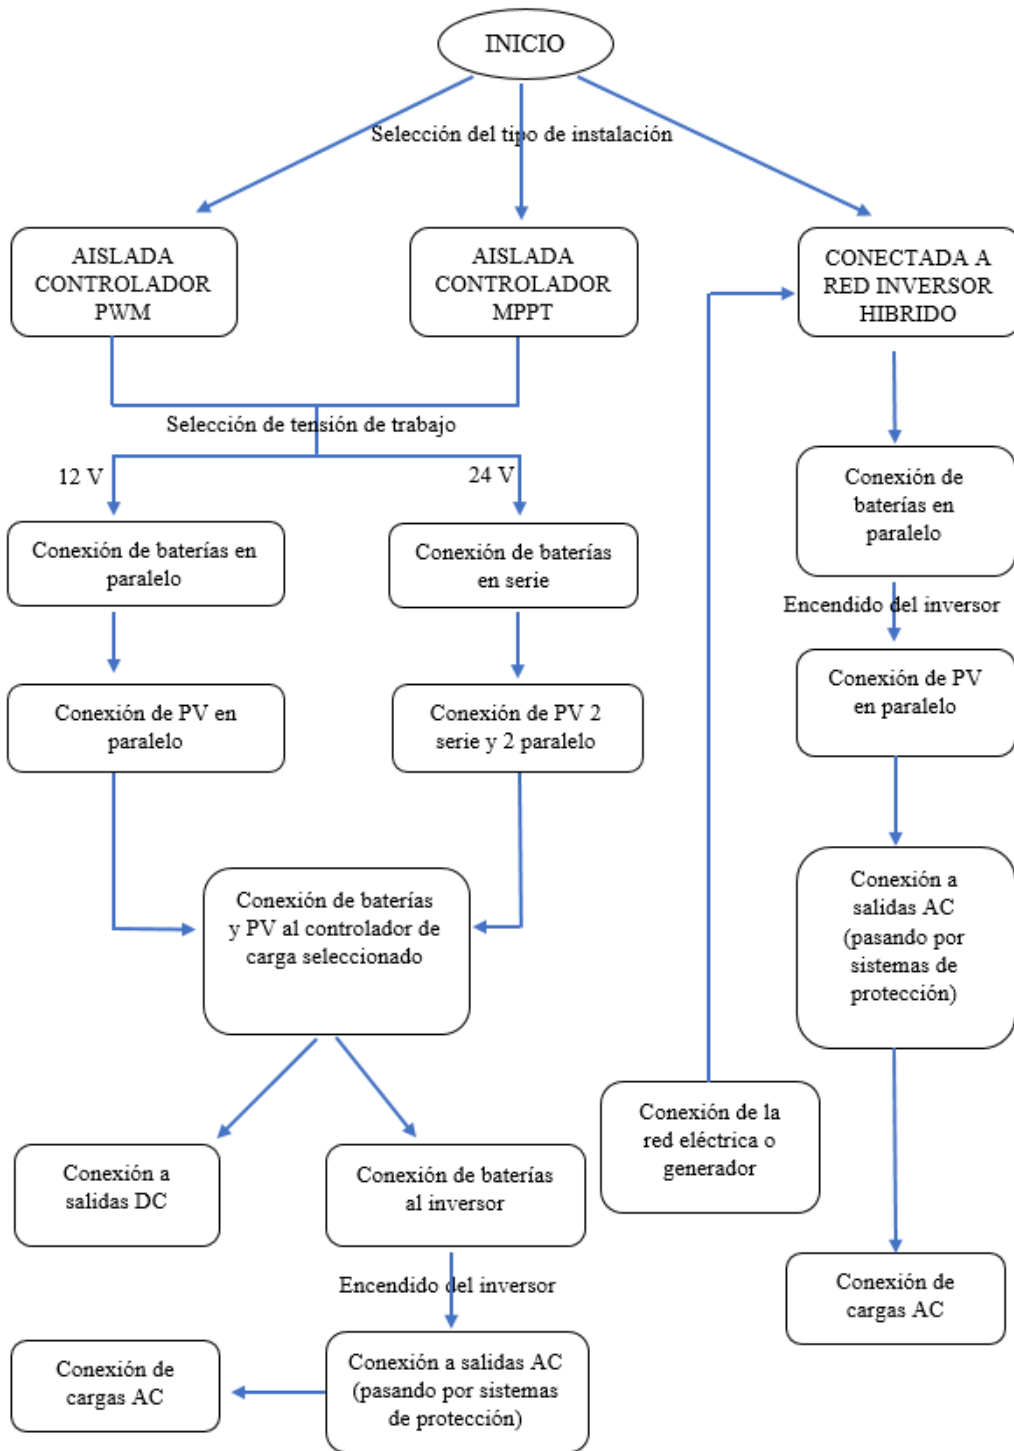 INICIO
Selección del tipo de instalación
AISLADA
CONTROLADOR
PWM
AISLADA
CONTROLADOR
MPPT
CONECTADA A
RED INVERSOR
HIBRIDO
Selección de tensión de trabajo
12 V
24 V
Conexión de baterías en
paralelo
Conexión de baterías
en serie
Conexión de
baterías en
paralelo
Encendido del inversor
Conexión de PV en
paralelo
Conexión de PV 2
serie y 2 paralelo
Conexión de PV
en paralelo
Conexión de baterías
y PV al controlador de
carga seleccionado
Conexión a
salidas AC
(pasando por
sistemas de
protección)
Conexión de la
red eléctrica o
generador
Conexión a
salidas DC
Conexión de baterías
al inversor
Encendido del inversor
Conexión de
cargas AC
Conexión de
cargas AC
Conexión a salidas AC
(pasando por sistemas
de protección)